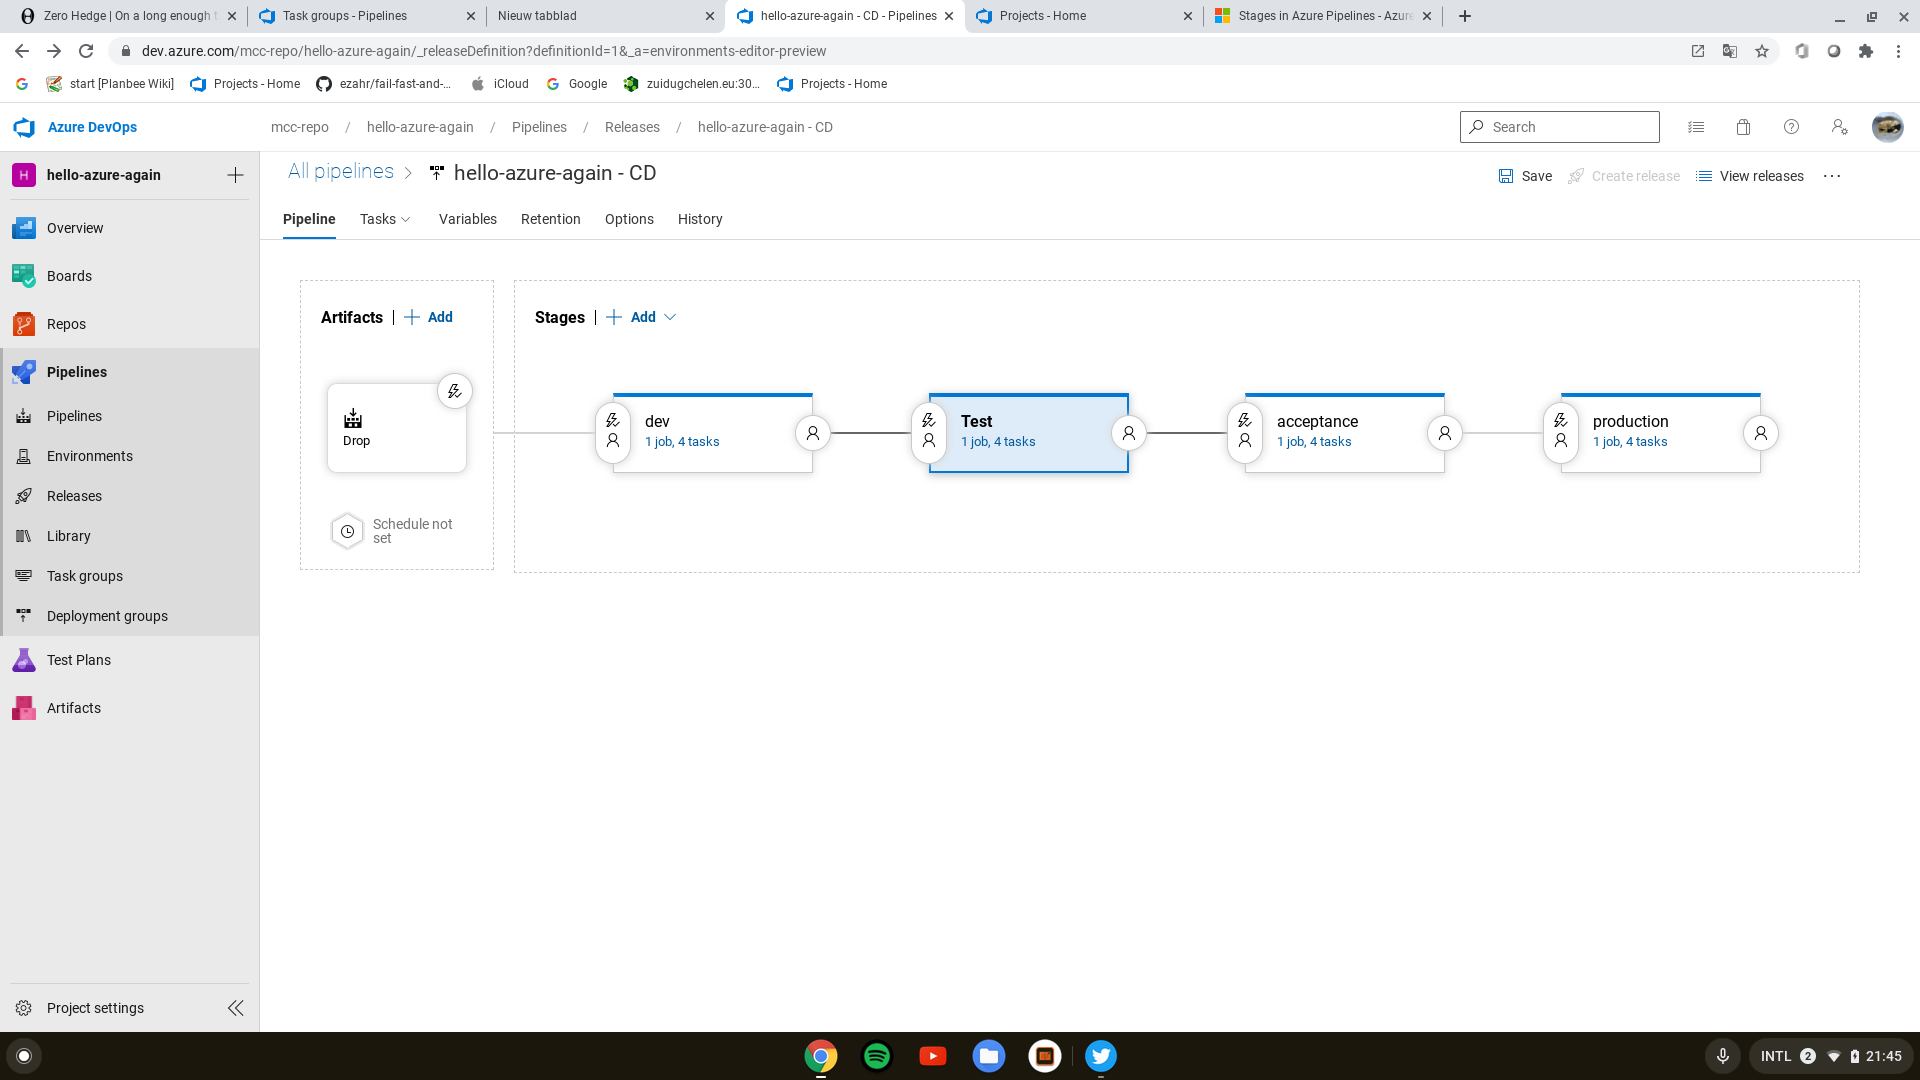 Zero Hedge | On a long enough t
Task groups - Pipelines
Nieuw tabblad
hello-azure-again - CD - Pipelines
Projects - Home
Stages in Azure Pipelines - Azure
dev.azure.com/mcc-repo/hello-azure-again/_releaseDefinition?definitionId=1&_a=environments-editor-preview
start [Planbee Wiki]
Projects - Home
ezahr/fail-fast-and-...
iCloud
Google
zuidugchelen.eu:30...
Projects - Home
Azure DevOps
mcc-repo / hello-azure-again / Pipelines / Releases / hello-azure-again - CD
Search
H hello-azure-again
All pipelines > hello-azure-again - CD
Save
Create release
View releases
...
Pipeline
Tasks
Variables
Retention
Options
History
Overview
Boards
Repos
Pipelines
Pipelines
Environments
Releases
Library
Task groups
Deployment groups
Test Plans
Artifacts
Project settings
Artifacts | + Add
Drop
Schedule not
set
Stages | + Add
dev
1 job, 4 tasks
Test
1 job, 4 tasks
acceptance
1 job, 4 tasks
production
1 job, 4 tasks
INTL 2 21:45